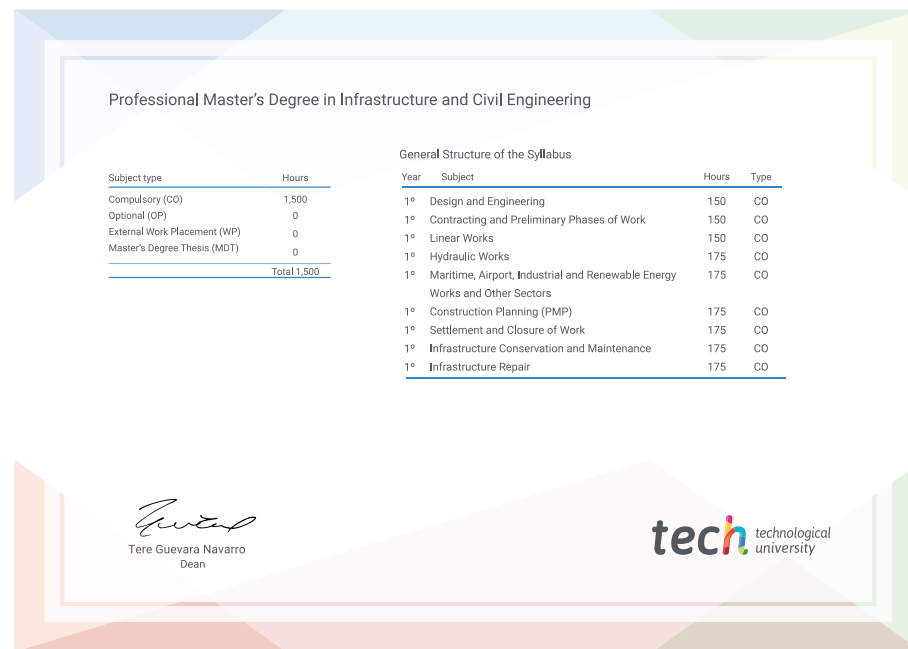 Professional Master's Degree in Infrastructure and Civil Engineering
Subject type Hours
Compulsory (CO) 1,500
Optional (OP) 0
External Work Placement (WP) 0
Master's Degree Thesis (MDT) 0
Total 1,500
General Structure of the Syllabus
Year Subject Hours Type
1º Design and Engineering 150 CO
1º Contracting and Preliminary Phases of Work 150 CO
1º Linear Works 150 CO
1º Hydraulic Works 175 CO
1º Maritime, Airport, Industrial and Renewable Energy 175 CO
Works and Other Sectors
1º Construction Planning (PMP) 175 CO
1º Settlement and Closure of Work 175 CO
1º Infrastructure Conservation and Maintenance 175 CO
1º Infrastructure Repair 175 CO
Tere Guevara Navarro
Dean
tech technological
university